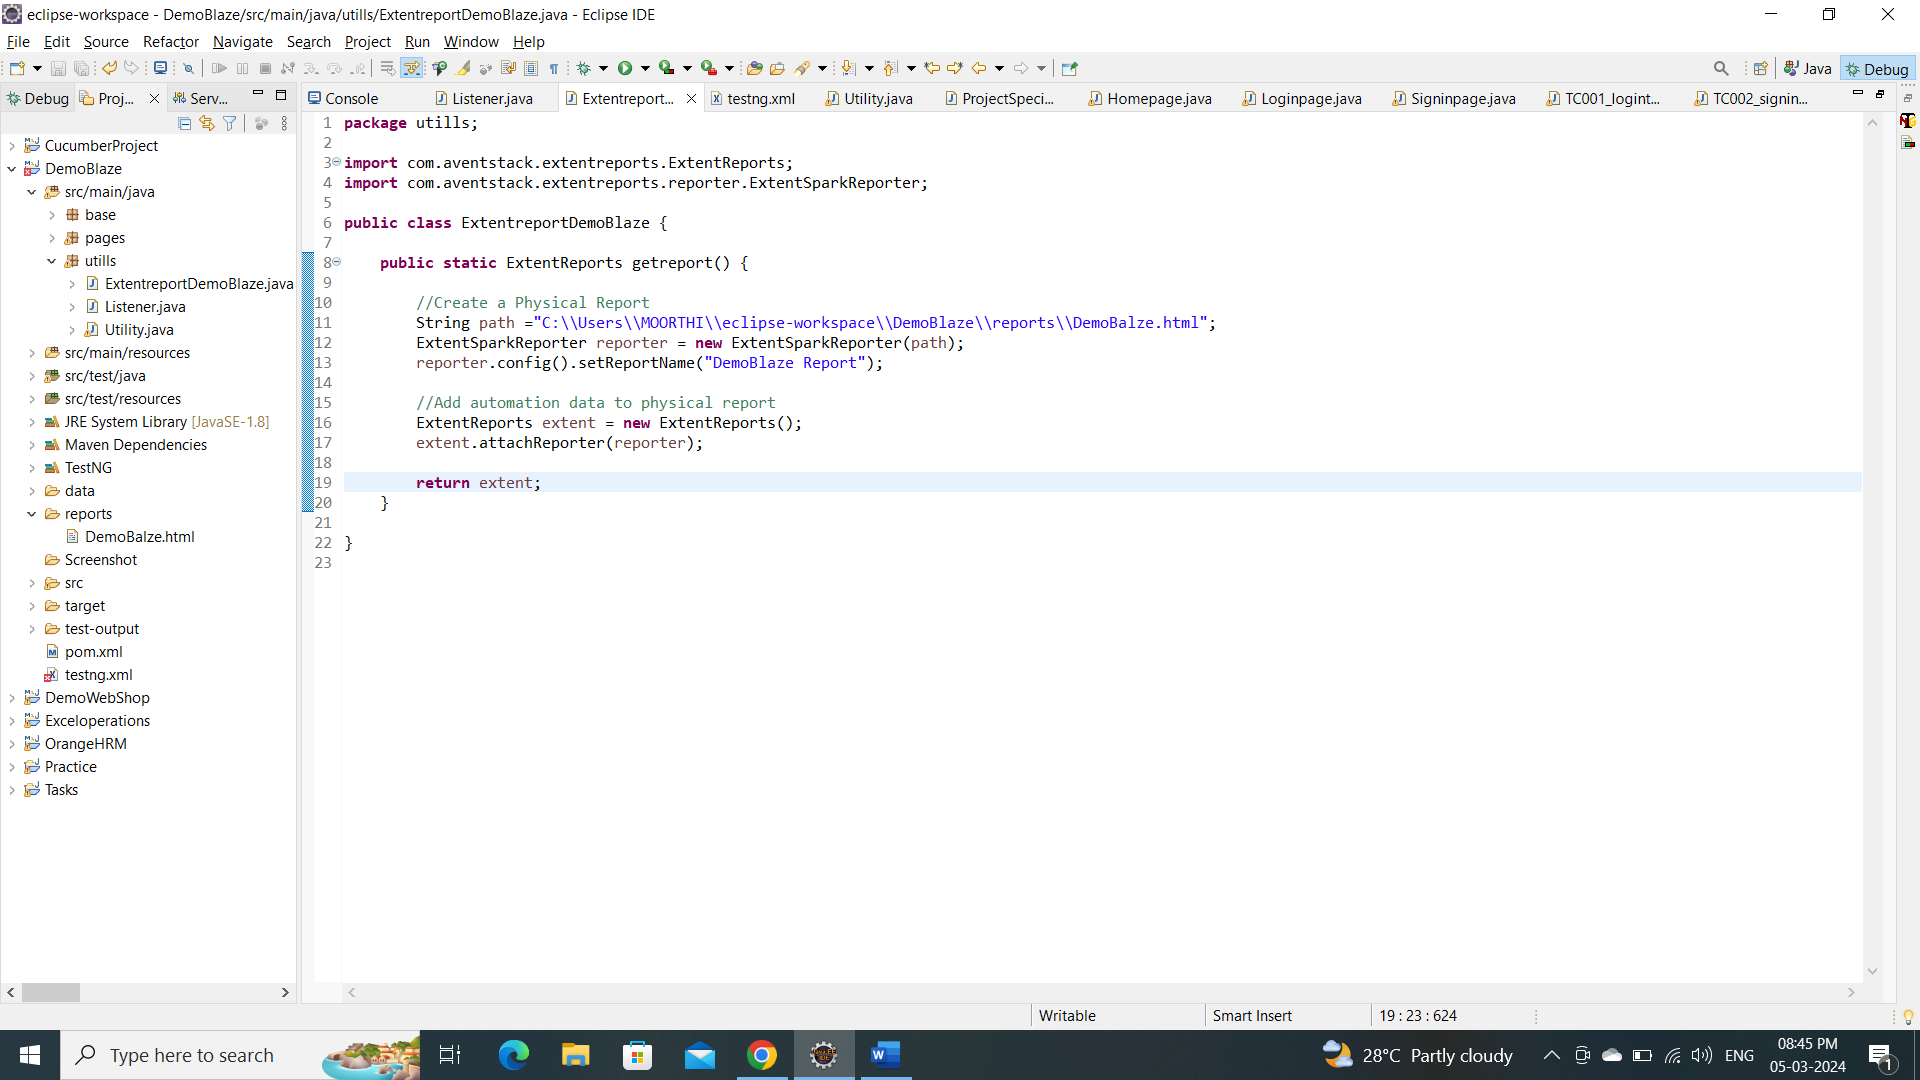 eclipse-workspace - DemoBlaze/src/main/java/utills/ExtentreportDemoBlaze.java - Eclipse IDE
File Edit Source Refactor Navigate Search Project Run Window Help
Java Debug
Debug Proj... Serv...
Console Listener.java Extentreport... testng.xml Utility.java ProjectSpeci... Homepage.java Loginpage.java Signinpage.java TC001_logint... TC002_signin...
CucumberProject
DemoBlaze
src/main/java
base
pages
utills
ExtentreportDemoBlaze.java
Listener.java
Utility.java
src/main/resources
src/test/java
src/test/resources
JRE System Library [JavaSE-1.8]
Maven Dependencies
TestNG
data
reports
DemoBalze.html
Screenshot
src
target
test-output
pom.xml
testng.xml
DemoWebShop
Exceloperations
OrangeHRM
Practice
Tasks
1 package utills;
2
3 import com.aventstack.extentreports.ExtentReports;
4 import com.aventstack.extentreports.reporter.ExtentSparkReporter;
5
6 public class ExtentreportDemoBlaze {
7
8 public static ExtentReports getreport() {
9
10 //Create a Physical Report
11 String path ="C:\\Users\\MOORTHI\\eclipse-workspace\\DemoBlaze\\reports\\DemoBalze.html";
12 ExtentSparkReporter reporter = new ExtentSparkReporter(path);
13 reporter.config().setReportName("DemoBlaze Report");
14
15 //Add automation data to physical report
16 ExtentReports extent = new ExtentReports();
17 extent.attachReporter(reporter);
18
19 return extent;
20 }
21
22 }
23
Writable Smart Insert 19 : 23 : 624
Type here to search 28°C Partly cloudy ENG 08:45 PM
05-03-2024 1